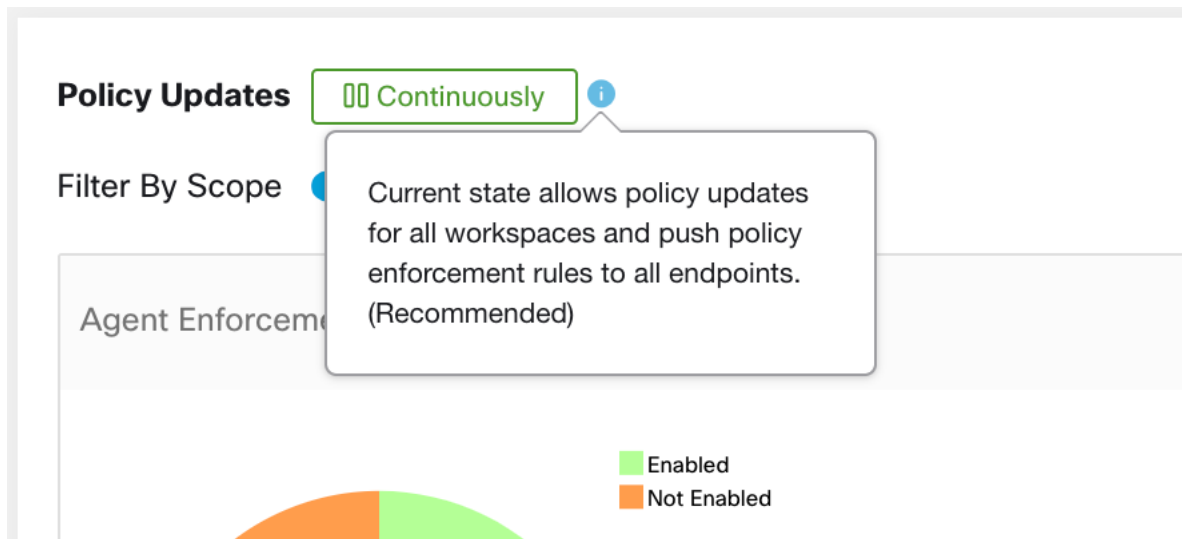 Policy Updates Continuously
Filter By Scope
Current state allows policy updates
for all workspaces and push policy
enforcement rules to all endpoints.
(Recommended)
Agent Enforceme
Enabled
Not Enabled